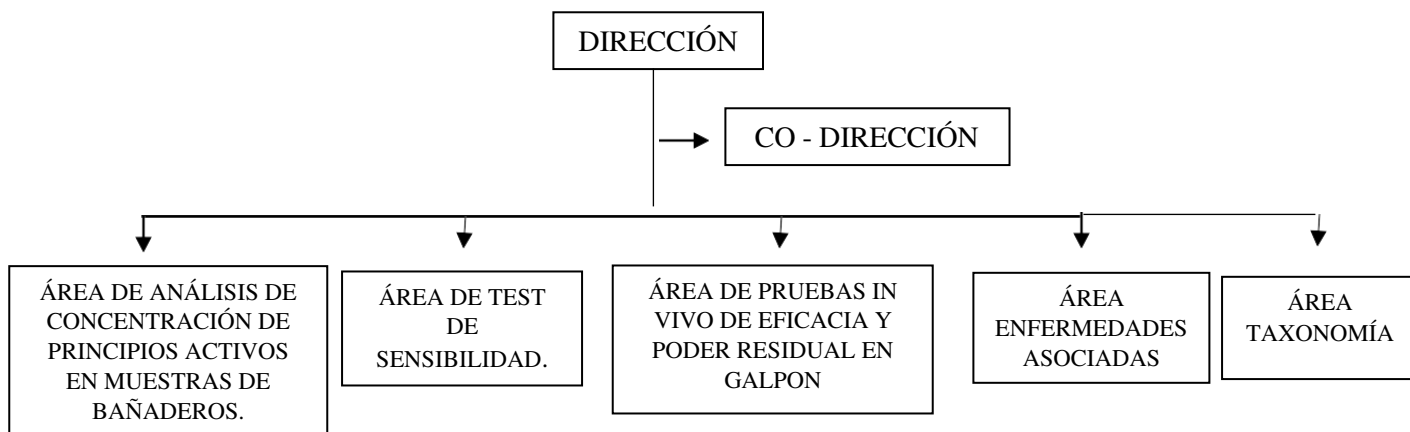 DIRECCIÓN
CO - DIRECCIÓN
ÁREA DE ANÁLISIS DE
CONCENTRACIÓN DE
PRINCIPIOS ACTIVOS
EN MUESTRAS DE
BAÑADEROS.
ÁREA DE TEST
DE
SENSIBILIDAD.
ÁREA DE PRUEBAS IN
VIVO DE EFICACIA Y
PODER RESIDUAL EN
GALPON
ÁREA
ENFERMEDADES
ASOCIADAS
ÁREA
TAXONOMÍA